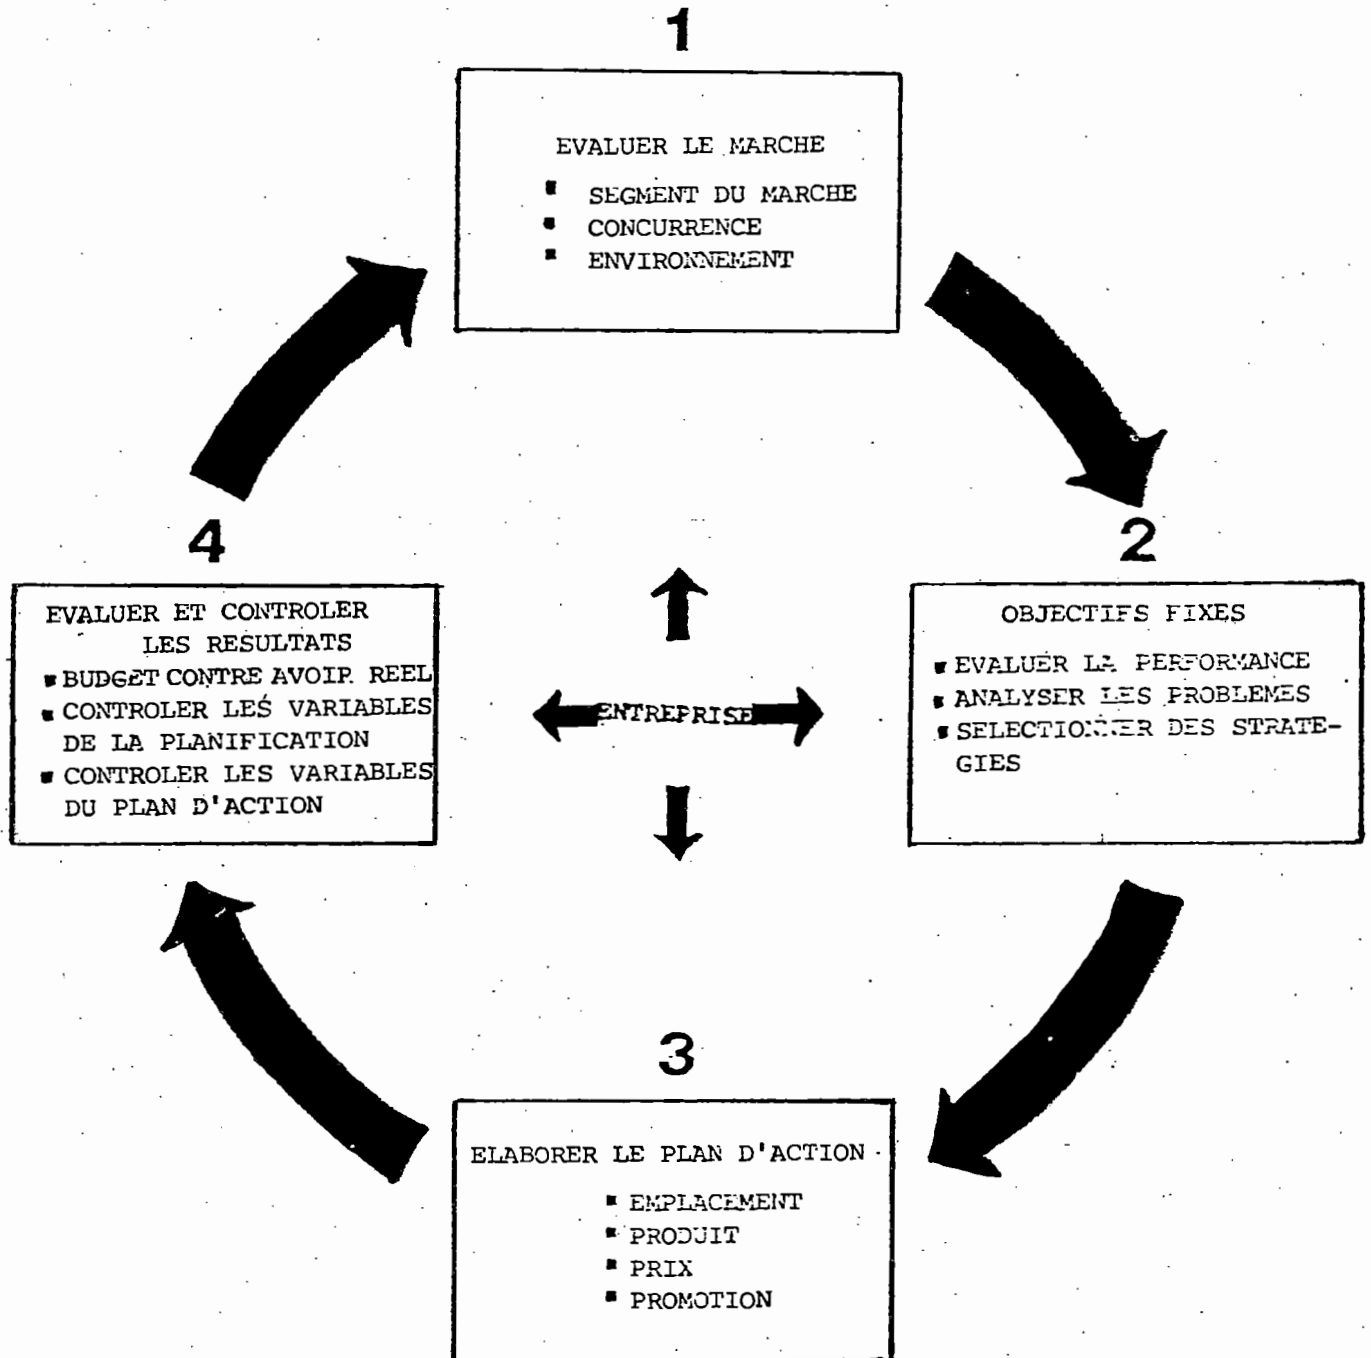 1
EVALUER LE MARCHE
▪ SEGMENT DU MARCHE
▪ CONCURRENCE
▪ ENVIRONNEMENT
2
OBJECTIFS FIXES
▪ EVALUER LA PERFORMANCE
▪ ANALYSER LES PROBLEMES
▪ SELECTIONNER DES STRATE-
GIES
3
ELABORER LE PLAN D'ACTION
▪ EMPLACEMENT
▪ PRODUIT
▪ PRIX
▪ PROMOTION
4
EVALUER ET CONTROLER
LES RESULTATS
▪ BUDGET CONTRE AVOIR REEL
▪ CONTROLER LES VARIABLES
DE LA PLANIFICATION
▪ CONTROLER LES VARIABLES
DU PLAN D'ACTION
ENTREPRISE